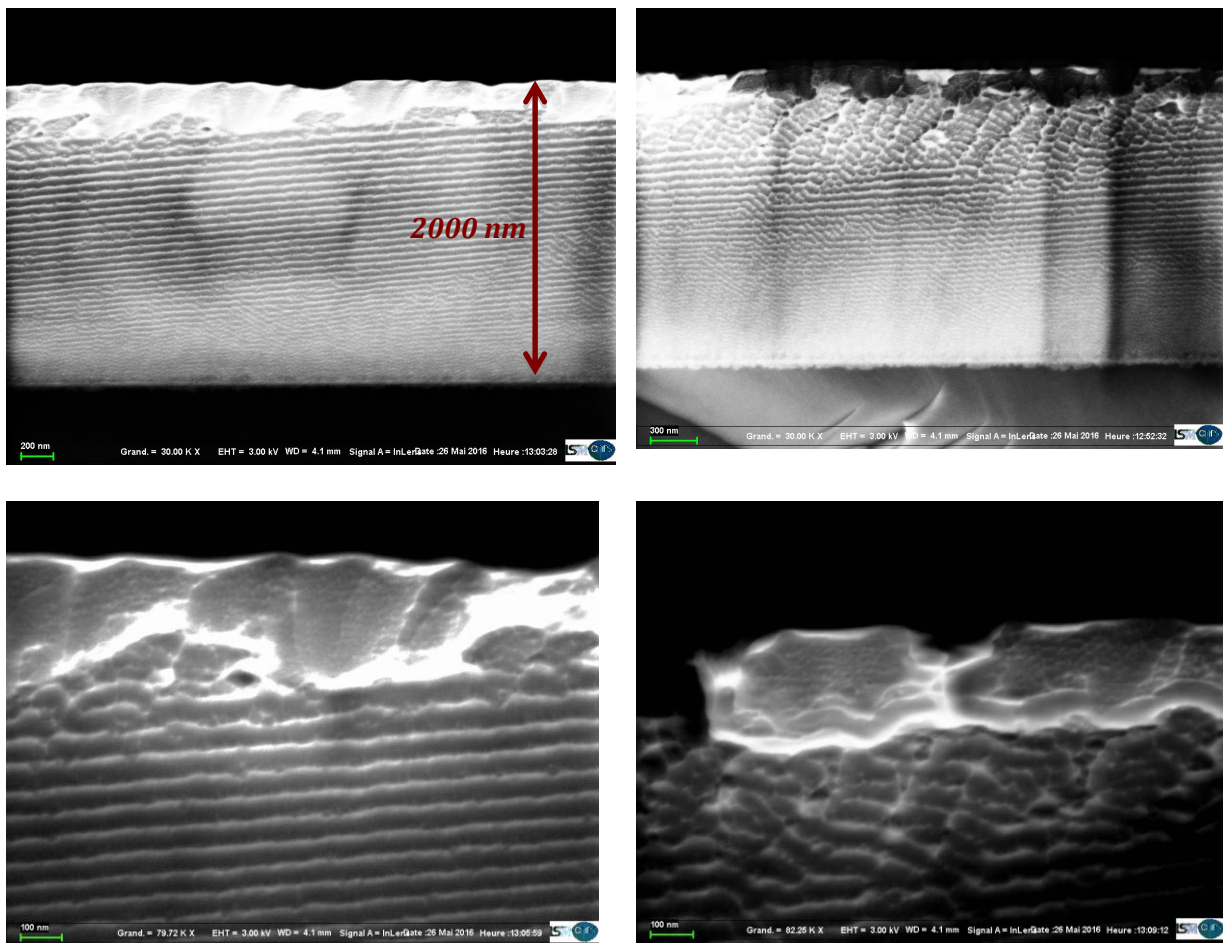 2000 nm
200 nm
Grand. = 30.00 K X EHT = 3.00 kV WD = 4.1 mm Signal A = InLens Date :26 Mai 2016 Heure :13:03:28
300 nm
Grand. = 30.00 K X EHT = 3.00 kV WD = 4.1 mm Signal A = InLens Date :26 Mai 2016 Heure :12:52:32
100 nm
Grand. = 79.72 K X EHT = 3.00 kV WD = 4.1 mm Signal A = InLens Date :26 Mai 2016 Heure :13:05:59
100 nm
Grand. = 82.25 K X EHT = 3.00 kV WD = 4.1 mm Signal A = InLens Date :26 Mai 2016 Heure :13:09:12